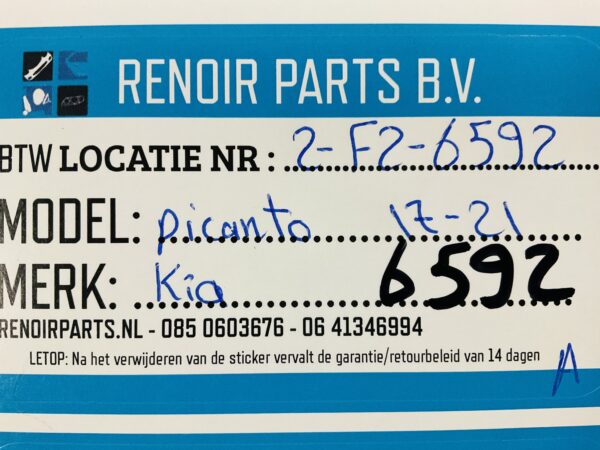 RENOIR PARTS B.V.
BTW LOCATIE NR: 2-F2-6592
MODEL: picanto 17-21
MERK: Kia 6592
RENOIRPARTS.NL - 085 0603676 - 06 41346994
LETOP: Na het verwijderen van de sticker vervalt de garantie/retourbeleid van 14 dagen
A